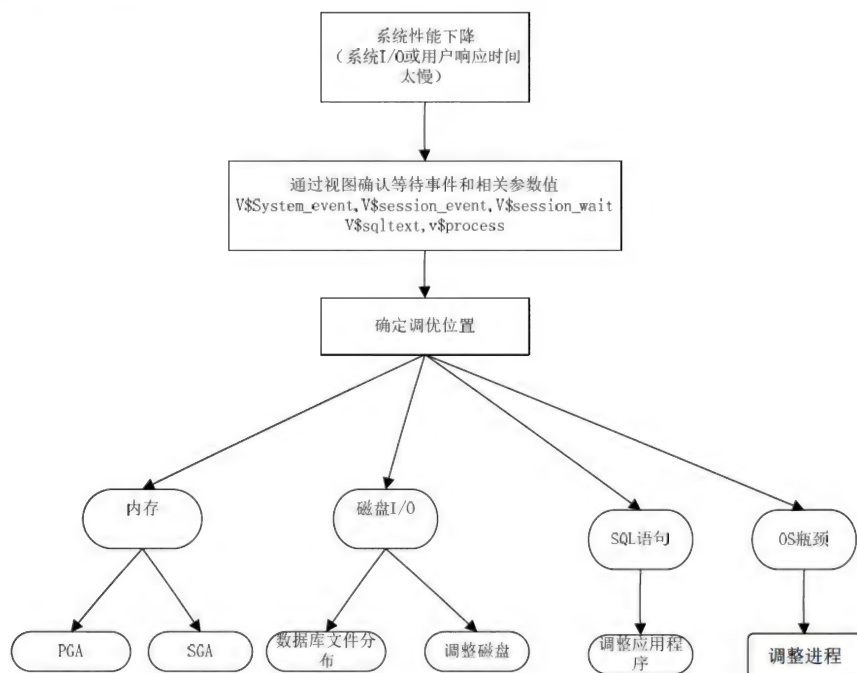 系统性能下降
（系统I/O或用户响应时间
太慢）
通过视图确认等待事件和相关参数值
V$System_event,V$session_event,V$session_wait
V$sqltext,v$process
确定调优位置
内存
磁盘I/O
SQL语句
OS瓶颈
PGA
SGA
数据库文件分
布
调整磁盘
调整应用程
序
调整进程